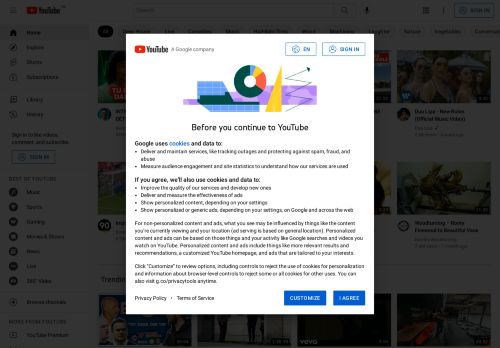 YouTube
Search
SIGN IN
Home
Explore
Shorts
Subscriptions
Library
History
Sign in to like videos,
comment, and subscribe.
SIGN IN
BEST OF YOUTUBE
Music
Sports
Gaming
Movies & Shows
News
Live
360° Video
Browse channels
MORE FROM YOUTUBE
YouTube Premium
All
Trending
Dua Lipa - New Rules
(Official Music Video)
Woodturning
YouTube A Google company
EN
SIGN IN
Before you continue to YouTube
Google uses cookies and data to:
• Deliver and maintain services, like tracking outages and protecting against spam, fraud, and
abuse
• Measure audience engagement and site statistics to understand how our services are used
If you agree, we'll also use cookies and data to:
• Improve the quality of our services and develop new ones
• Deliver and measure the effectiveness of ads
• Show personalized content, depending on your settings
• Show personalized or generic ads, depending on your settings, on Google and across the web
For non-personalized content and ads, what you see may be influenced by things like the content
you're currently viewing and your location (ad serving is based on general location). Personalized
content and ads can be based on those things and your activity like Google searches and videos you
watch on YouTube. Personalized content and ads include things like more relevant results and
recommendations, a customized YouTube homepage, and ads that are tailored to your interests.
Click "Customize" to review options, including controls to reject the use of cookies for personalization
and information about browser-level controls to reject some or all cookies for other uses. You can
also visit g.co/privacytools anytime.
Privacy Policy • Terms of Service
CUSTOMIZE
I AGREE